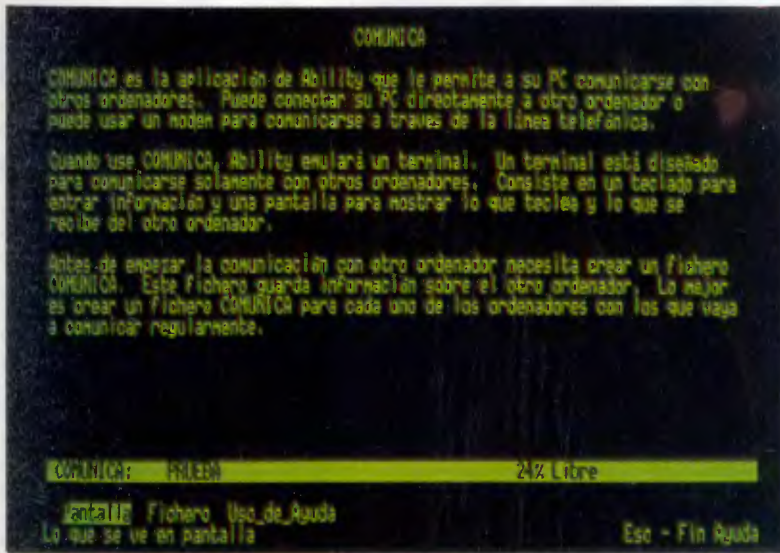 COMUNICA
COMUNICA es la aplicación de Ability que le permite a su PC comunicarse con
otros ordenadores. Puede conectar su PC directamente a otro ordenador o
puede usar un modem para comunicarse a través de la línea telefónica.
Cuando use COMUNICA, Ability emulará un terminal. Un terminal está diseñado
para comunicarse solamente con otros ordenadores. Consiste en un teclado para
entrar información y una pantalla para mostrar lo que teclea y lo que se
recibe del otro ordenador.
Antes de empezar la comunicación con otro ordenador necesita crear un fichero
COMUNICA. Este fichero guarda información sobre el otro ordenador. Lo mejor
es crear un fichero COMUNICA para cada uno de los ordenadores con los que vaya
a comunicar regularmente.
COMUNICA: PRUEBA 24% Libre
Pantalla Fichero Uso_de_Ayuda
Lo que se ve en pantalla Esc - Fin Ayuda